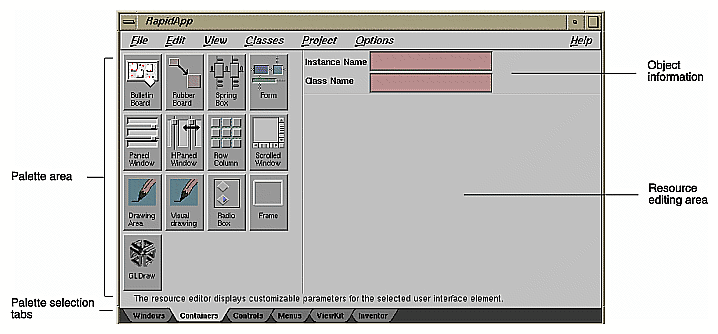 RapidApp
File Edit View Classes Project Options Help
Instance Name
Class Name
Object
information
Bulletin
Board
Rubber
Board
Spring
Box
Form
Paned
Window
HPaned
Window
Row
Column
Scrolled
Window
Palette area
Resource
editing area
Drawing
Area
Visual
drawing
Radio
Box
Frame
GLDraw
The resource editor displays customizable parameters for the selected user interface element.
Palette selection
tabs
Windows Containers Controls Menus ViewKit Inventor